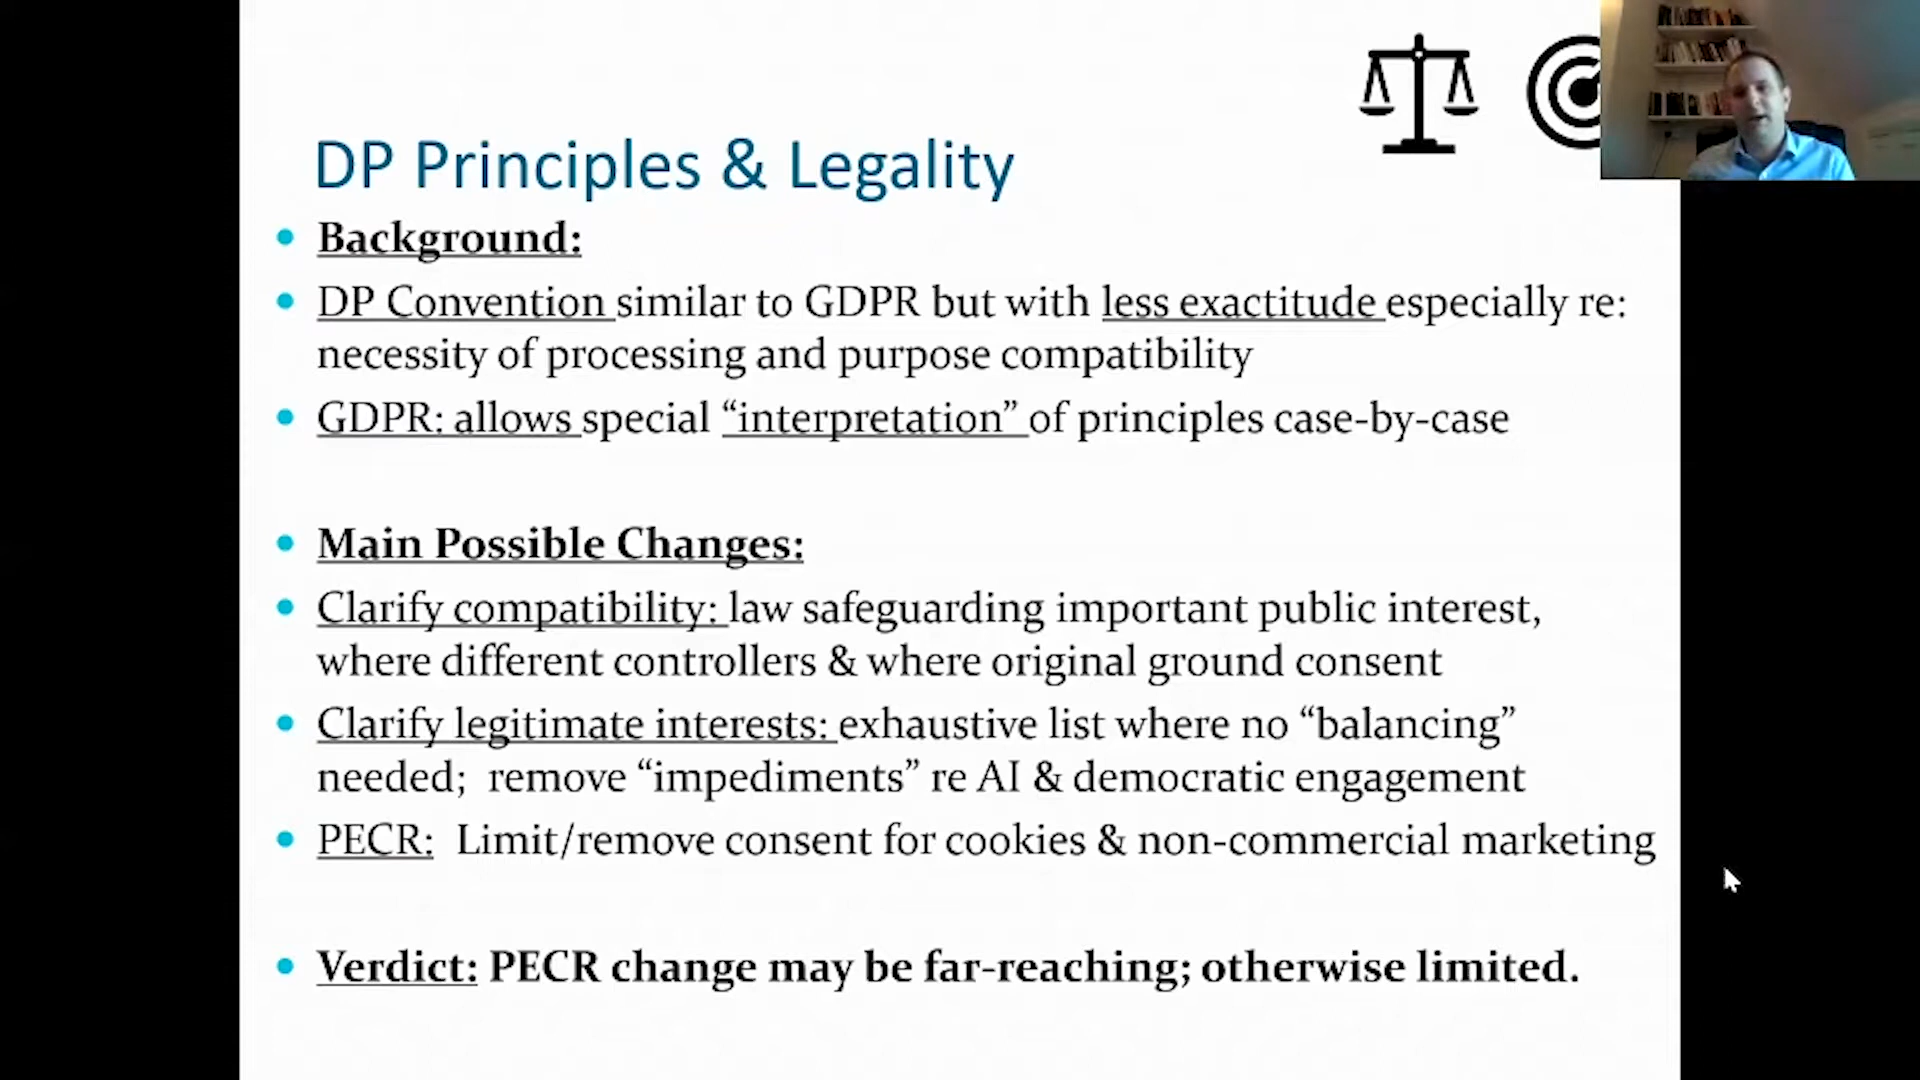 DP Principles & Legality
Background:
DP Convention similar to GDPR but with less exactitude especially re:
necessity of processing and purpose compatibility
GDPR: allows special “interpretation” of principles case-by-case
Main Possible Changes:
Clarify compatibility: law safeguarding important public interest,
where different controllers & where original ground consent
Clarify legitimate interests: exhaustive list where no “balancing”
needed;  remove “impediments” re AI & democratic engagement
PECR:  Limit/remove consent for cookies & non-commercial marketing
Verdict: PECR change may be far-reaching; otherwise limited.